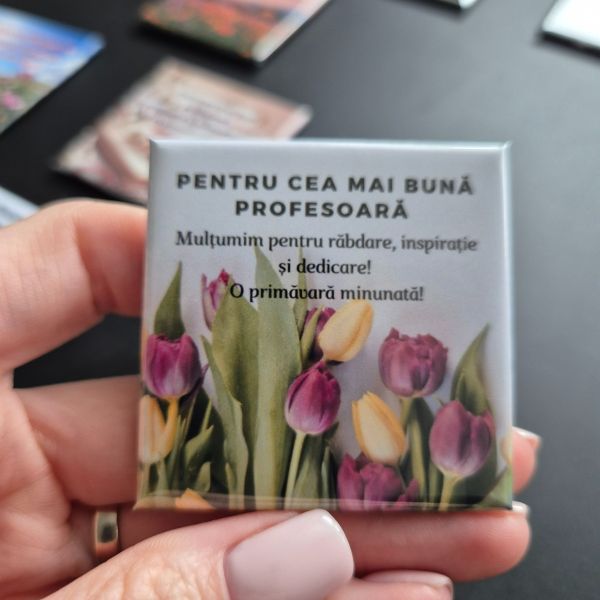 PENTRU CEA MAI BUNĂ
PROFESOARĂ
Mulțumim pentru răbdare, inspirație
și dedicare!
O primăvară minunată!